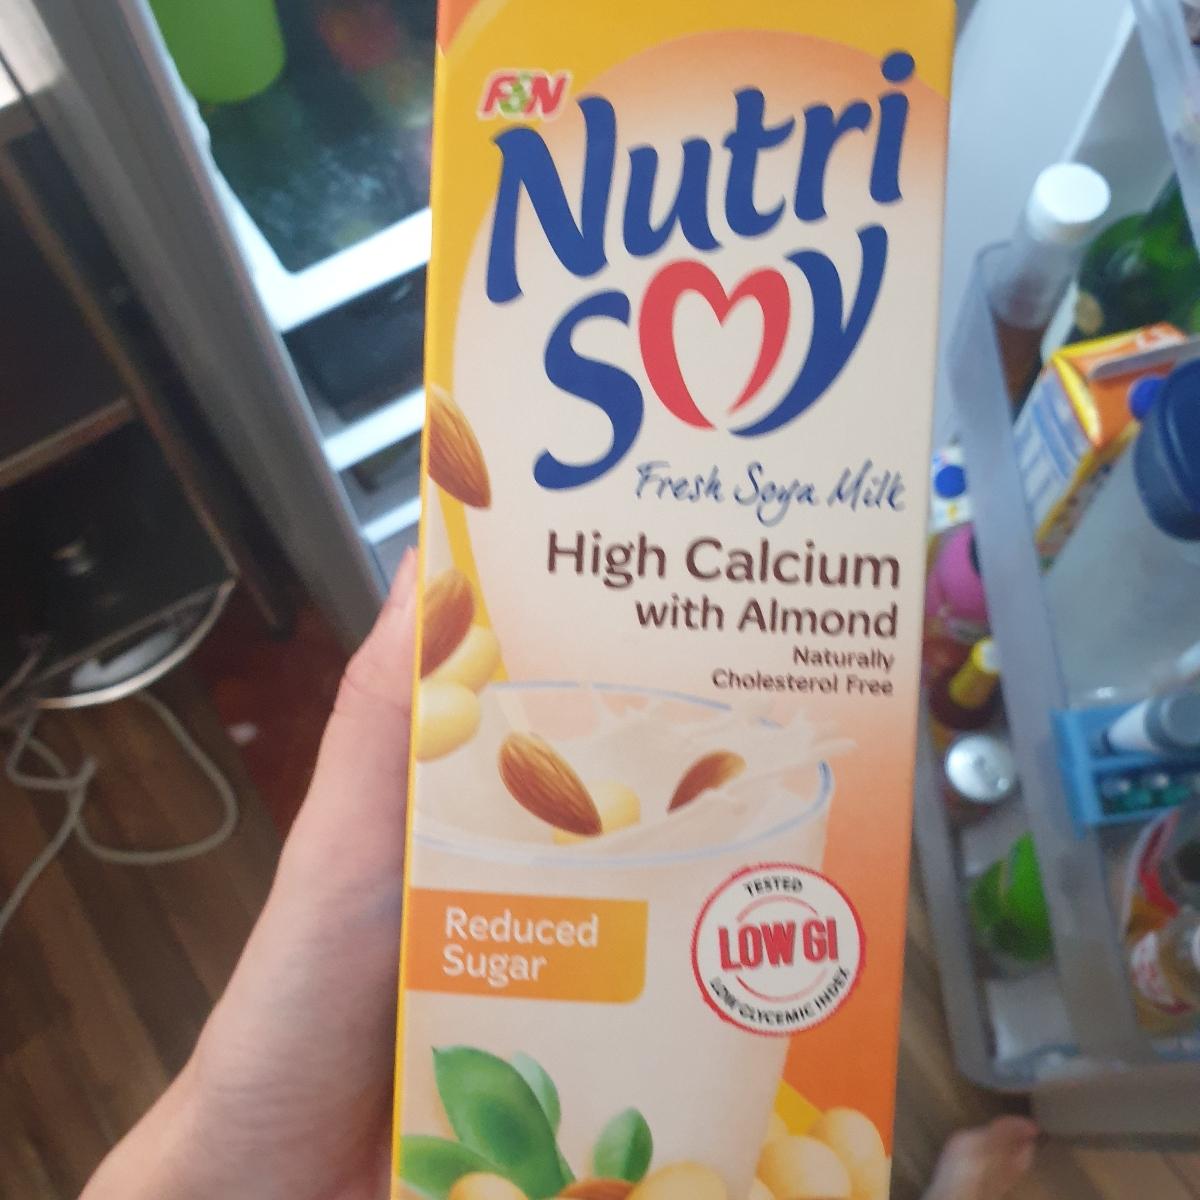 F&N
Nutri
Soy
Fresh Soya Milk
High Calcium
with Almond
Naturally
Cholesterol Free
Reduced
Sugar
TESTED
LOW GI
LOW GLYCEMIC INDEX